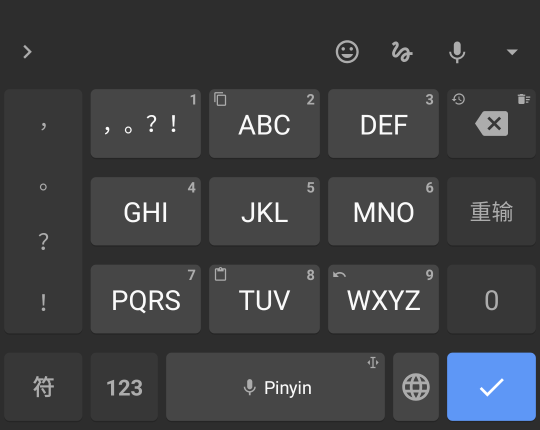 1 2 3
, ，。？！ ABC DEF
4 5 6
。 GHI JKL MNO 重输
？
7 8 9
！ PQRS TUV WXYZ 0
符 123 Pinyin